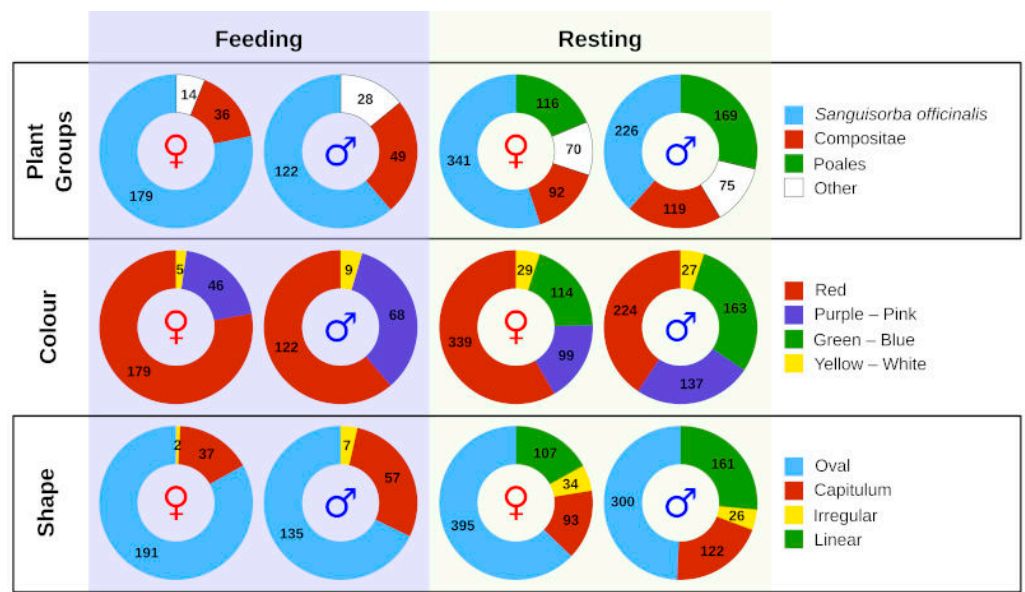 Feeding
Resting
Plant
Groups
14
36
179
28
49
122
116
70
92
341
169
75
119
226
Sanguisorba officinalis
Compositae
Poales
Other
Colour
5
46
179
9
68
122
29
114
99
339
27
163
137
224
Red
Purple – Pink
Green – Blue
Yellow – White
Shape
2
37
191
7
57
135
107
34
93
395
161
26
122
300
Oval
Capitulum
Irregular
Linear